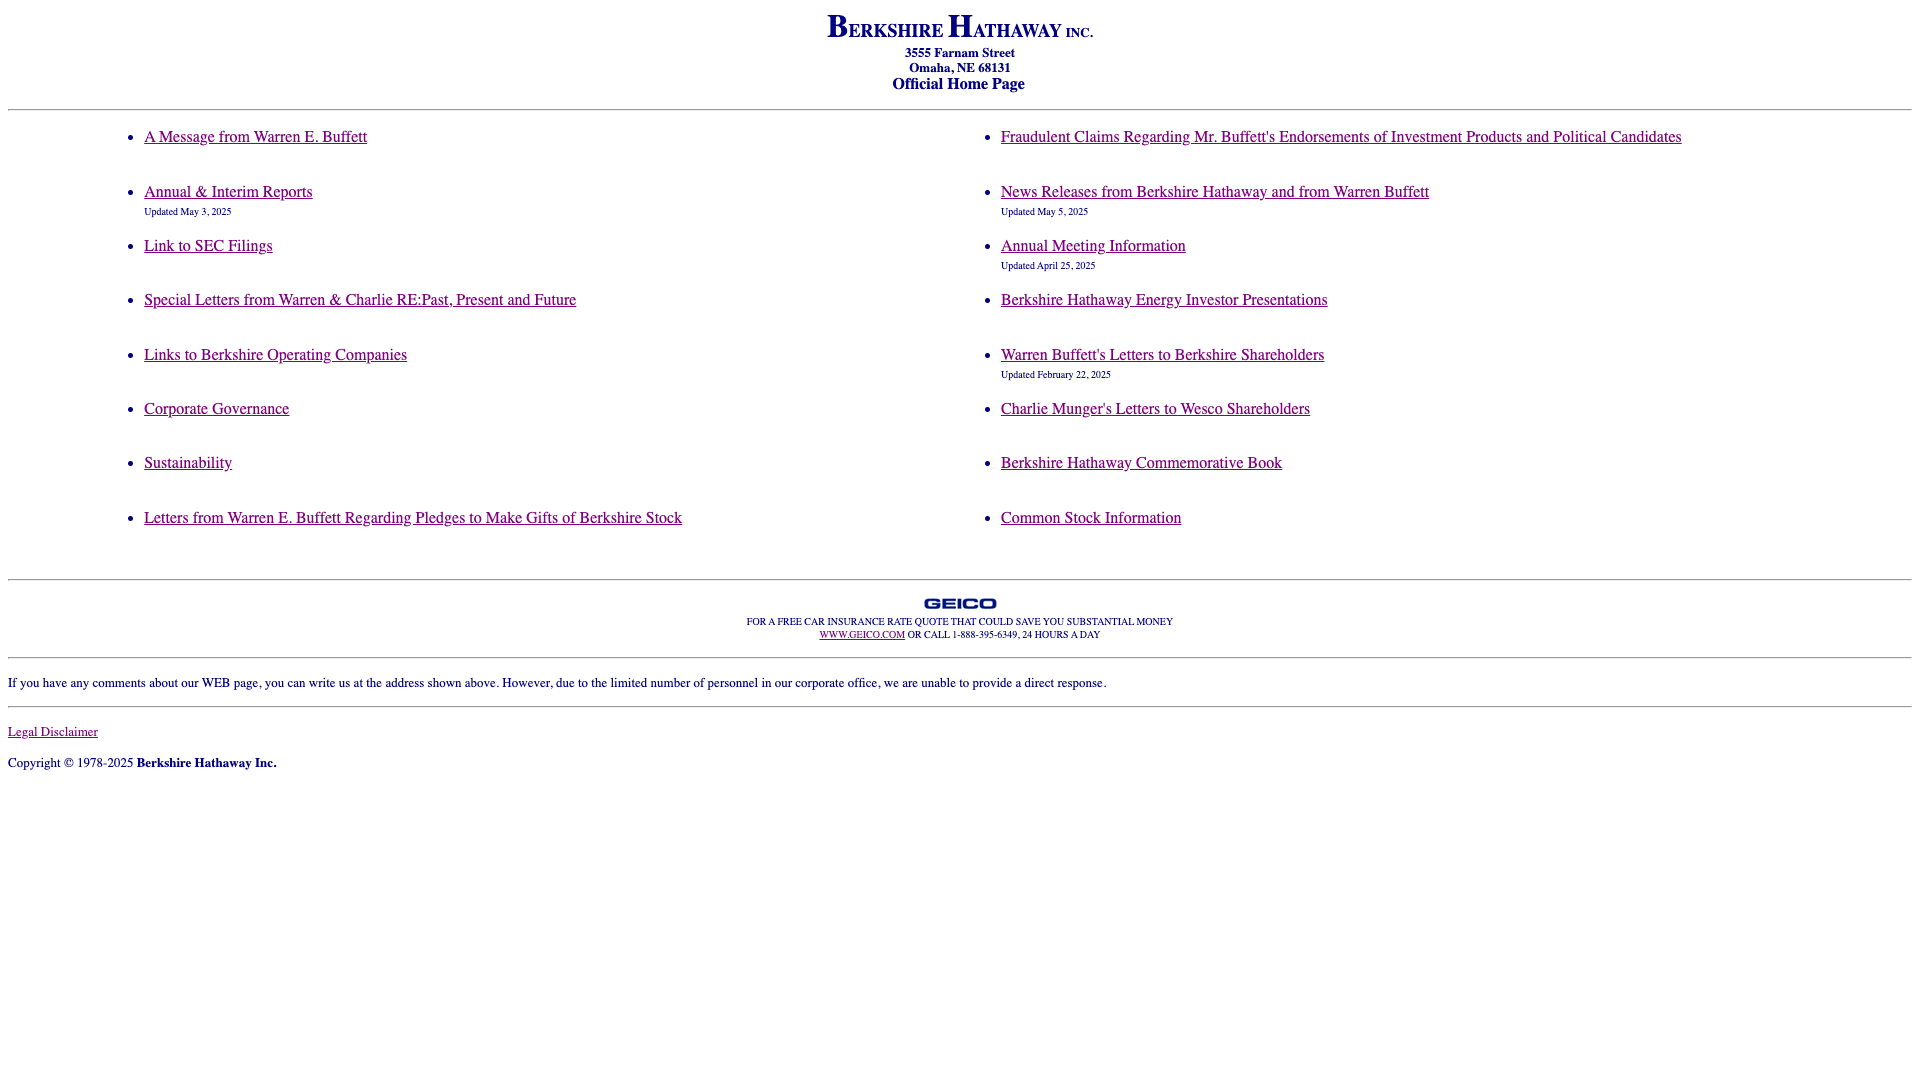 BERKSHIRE HATHAWAY INC.
3555 Farnam Street
Omaha, NE 68131
Official Home Page
A Message from Warren E. Buffett
Fraudulent Claims Regarding Mr. Buffett's Endorsements of Investment Products and Political Candidates
Annual & Interim Reports
Updated May 3, 2025
News Releases from Berkshire Hathaway and from Warren Buffett
Updated May 5, 2025
Link to SEC Filings
Annual Meeting Information
Updated April 25, 2025
Special Letters from Warren & Charlie RE:Past, Present and Future
Berkshire Hathaway Energy Investor Presentations
Links to Berkshire Operating Companies
Warren Buffett's Letters to Berkshire Shareholders
Updated February 22, 2025
Corporate Governance
Charlie Munger's Letters to Wesco Shareholders
Sustainability
Berkshire Hathaway Commemorative Book
Letters from Warren E. Buffett Regarding Pledges to Make Gifts of Berkshire Stock
Common Stock Information
GEICO
FOR A FREE CAR INSURANCE RATE QUOTE THAT COULD SAVE YOU SUBSTANTIAL MONEY
WWW.GEICO.COM OR CALL 1-888-395-6349, 24 HOURS A DAY
If you have any comments about our WEB page, you can write us at the address shown above. However, due to the limited number of personnel in our corporate office, we are unable to provide a direct response.
Legal Disclaimer
Copyright © 1978-2025 Berkshire Hathaway Inc.